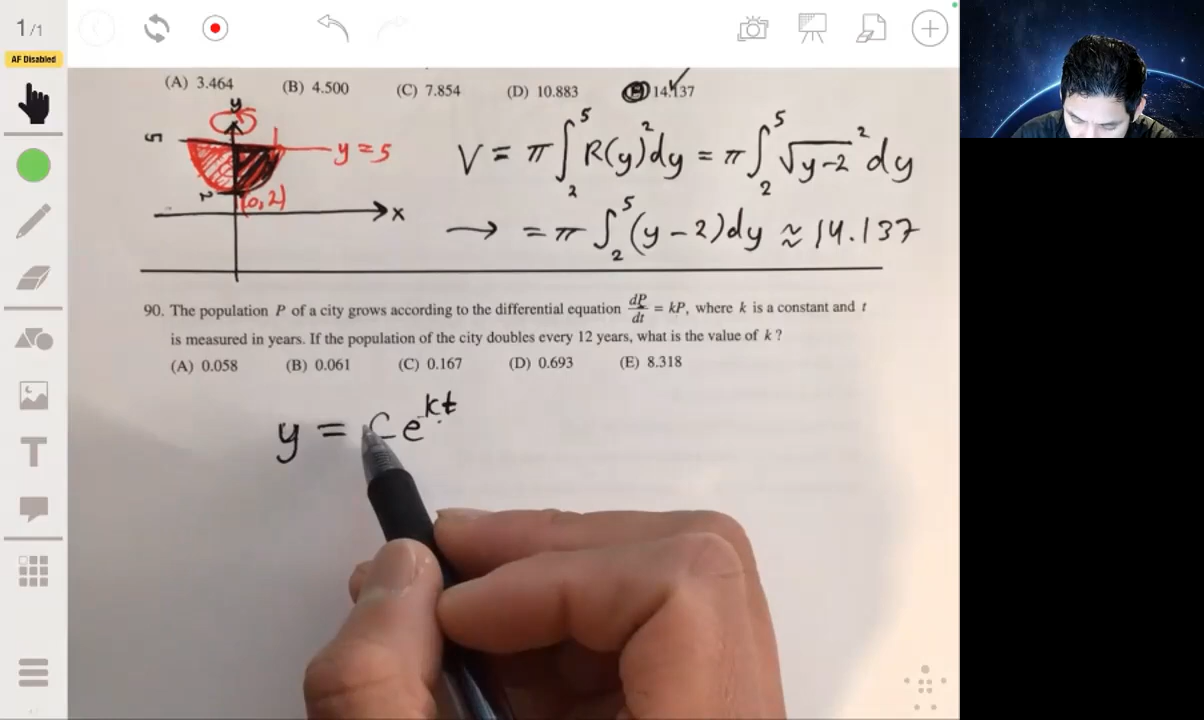 1/1
AF Disabled
(A) 3.464 (B) 4.500 (C) 7.854 (D) 10.883 (E) 14.137
y
5 y = 5 V = π∫₂⁵ R(y)²dy = π∫₂⁵ √y-2² dy
2 (0,2)
x → = π ∫₂⁵ (y - 2)dy ≈ 14.137
90. The population P of a city grows according to the differential equation dP/dt = kP, where k is a constant and t
is measured in years. If the population of the city doubles every 12 years, what is the value of k ?
(A) 0.058 (B) 0.061 (C) 0.167 (D) 0.693 (E) 8.318
y = Ce^kt
T